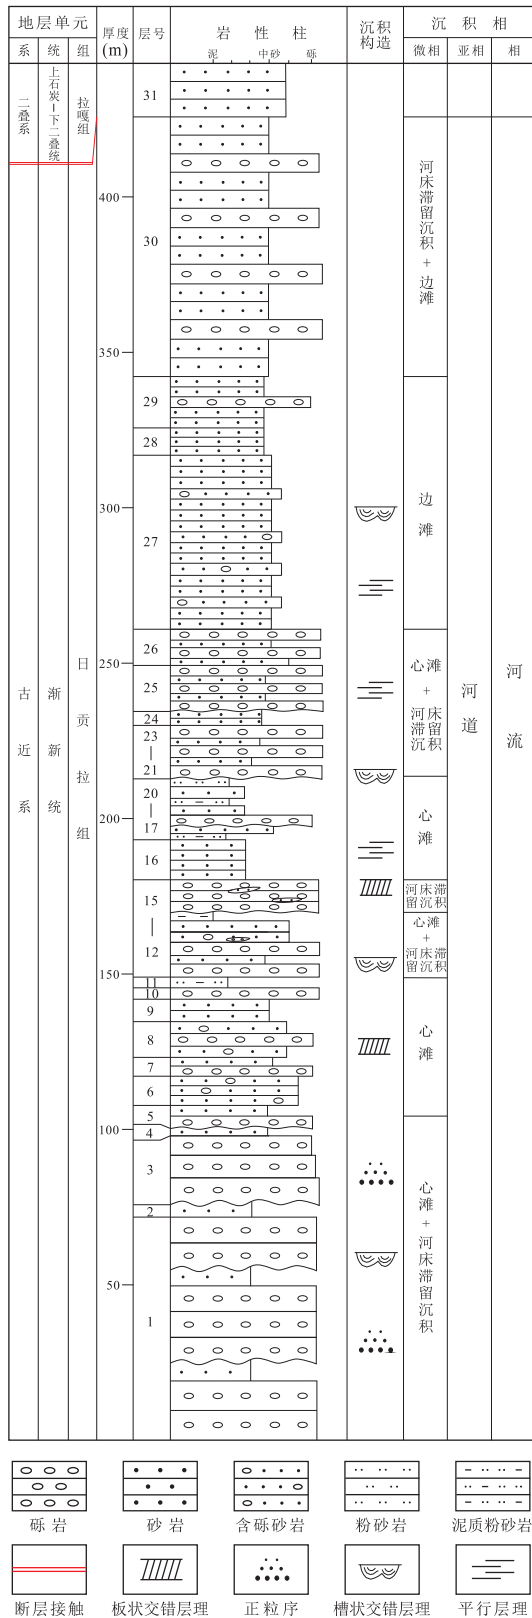 地层单元
厚度
(m)
层号
岩 性 柱
泥 中砂 砾
沉积
构造
沉 积 相
系 统 组
微相 亚相 相
二叠系
上石炭-下二叠统
拉嘎组
古近系
渐新统
日贡拉组
400
350
300
250
200
150
100
50
31
30
29
28
27
26
25
24
23
21
20
17
16
15
12
11
10
9
8
7
6
5
4
3
2
1
河床滞留沉积+边滩
边滩
心滩
+
河床
滞留
沉积
心滩
河床滞
留沉积
心滩
+
河床滞
留沉积
心滩
心滩+河床滞留沉积
河道
河流
砾岩
砂岩
含砾砂岩
粉砂岩
泥质粉砂岩
断层接触
板状交错层理
正粒序
槽状交错层理
平行层理